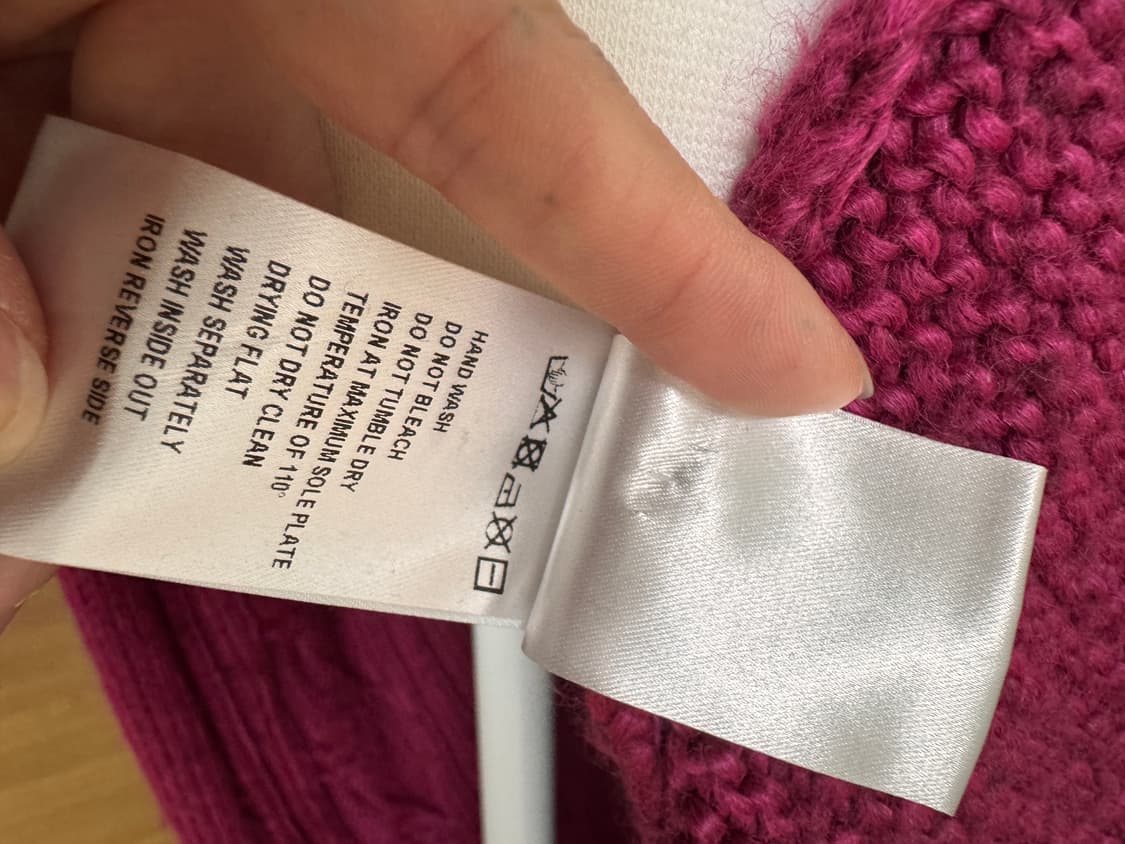 HAND WASH
DO NOT BLEACH
DO NOT TUMBLE DRY
IRON AT MAXIMUM SOLE PLATE
TEMPERATURE OF 110°
DO NOT DRY CLEAN
DRYING FLAT
WASH SEPARATELY
WASH INSIDE OUT
IRON REVERSE SIDE